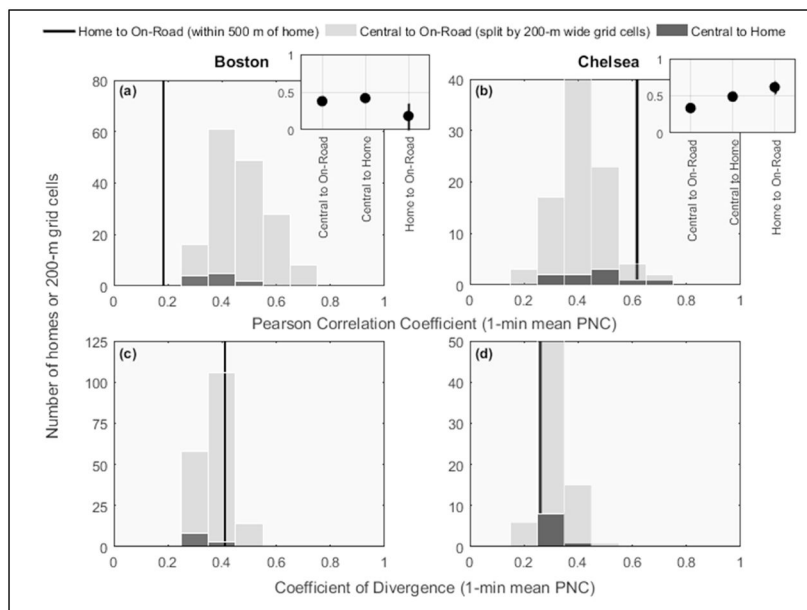 Home to On-Road (within 500 m of home) Central to On-Road (split by 200-m wide grid cells) Central to Home
Boston
Chelsea
(a)
80
60
40
20
0
0 0.2 0.4 0.6 0.8 1
1
0.5
0
Central to On-Road
Central to Home
Home to On-Road
(b)
40
30
20
10
0
0 0.2 0.4 0.6 0.8 1
1
0.5
0
Central to On-Road
Central to Home
Home to On-Road
Pearson Correlation Coefficient (1-min mean PNC)
Number of homes or 200-m grid cells
(c)
125
100
75
50
25
0
0 0.2 0.4 0.6 0.8 1
(d)
50
40
30
20
10
0
0 0.2 0.4 0.6 0.8 1
Coefficient of Divergence (1-min mean PNC)